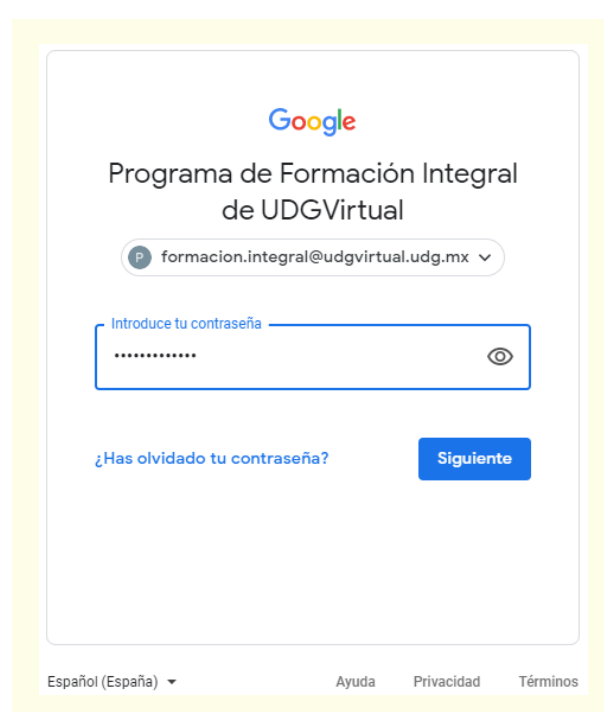 Google
Programa de Formación Integral
de UDGVirtual
P formacion.integral@udgvirtual.udg.mx
Introduce tu contraseña
•••••••••••••
¿Has olvidado tu contraseña? Siguiente
Español (España) Ayuda Privacidad Términos